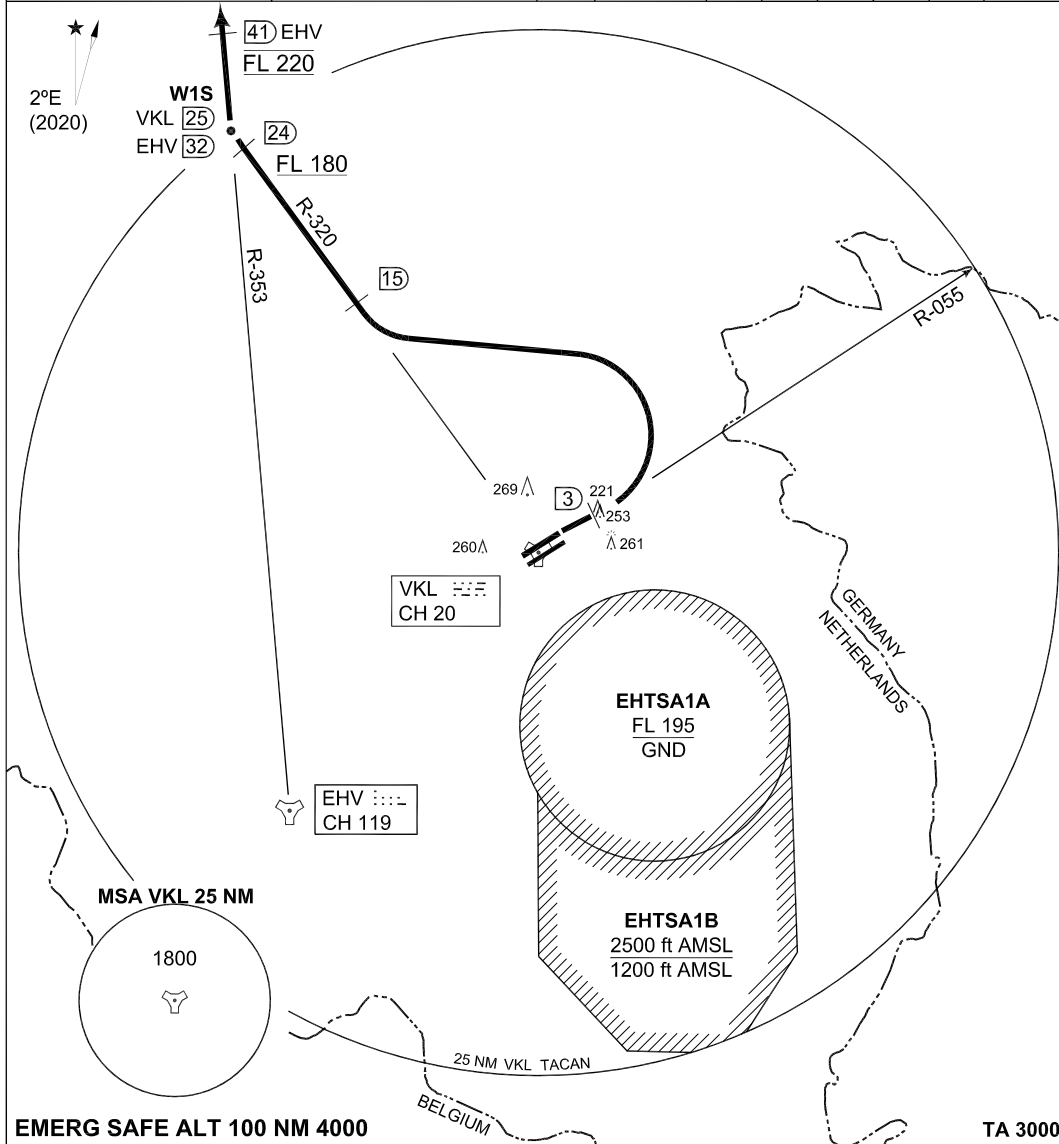 41 EHV
FL 220
2ºE
(2020)
W1S
VKL 25
EHV 32
24
FL 180
R-320
R-353
15
R-055
269
3
221
253
260
261
VKL
CH 20
GERMANY
NETHERLANDS
EHTSA1A
FL 195
GND
EHV
CH 119
MSA VKL 25 NM
1800
EHTSA1B
2500 ft AMSL
1200 ft AMSL
25 NM VKL TACAN
BELGIUM
EMERG SAFE ALT 100 NM 4000
TA 3000